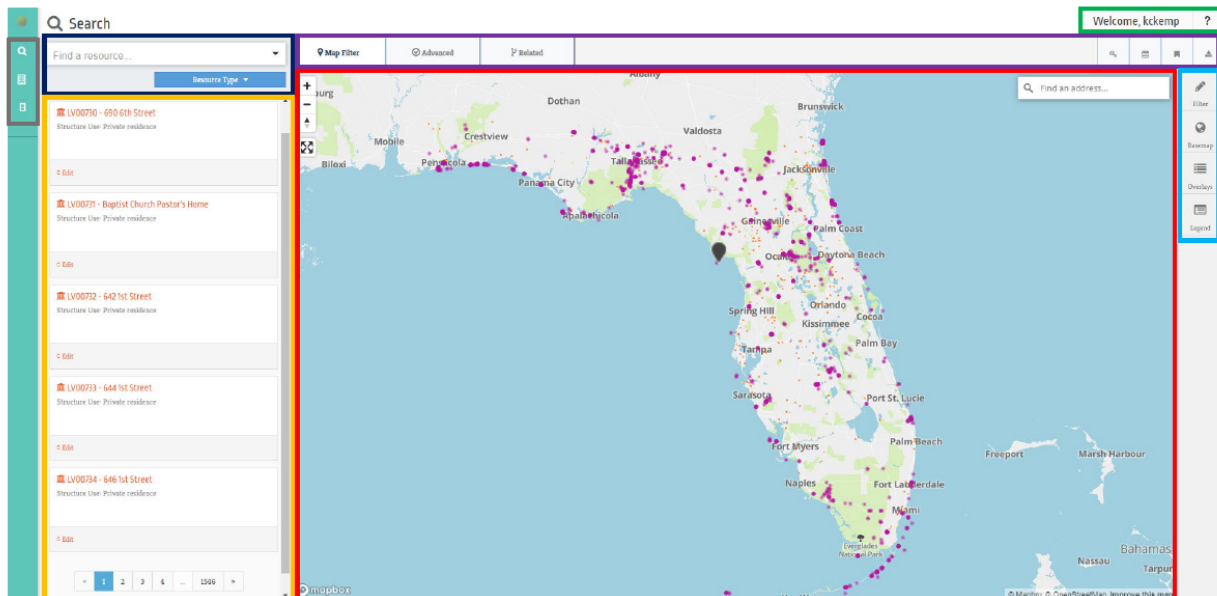 Search
Welcome, kckemp ?
Find a resource...
Resource Type
Map Filter Advanced Related
LV00730 - 690 6th Street
Structure Use: Private residence
Edit
LV00731 - Baptist Church Pastor's Home
Structure Use: Private residence
Edit
LV00732 - 642 1st Street
Structure Use: Private residence
Edit
LV00733 - 644 1st Street
Structure Use: Private residence
Edit
LV00734 - 646 1st Street
Structure Use: Private residence
Edit
« 1 2 3 4 ... 1566 »
+
−
Find an address...
Filter
Basemap
Overlays
Legend
Albany
Dothan
Brunswick
Valdosta
Mobile
Crestview
Biloxi
Pensacola
Tallahassee
Jacksonville
Panama City
Apalachicola
Gainesville
Palm Coast
Ocala
Daytona Beach
Spring Hill
Orlando
Kissimmee
Cocoa
Tampa
Palm Bay
Sarasota
Port St. Lucie
Fort Myers
Palm Beach
Freeport
Marsh Harbour
Naples
Fort Lauderdale
Miami
Everglades
National Park
Bahamas
Nassau
mapbox
© Mapbox © OpenStreetMap Improve this map